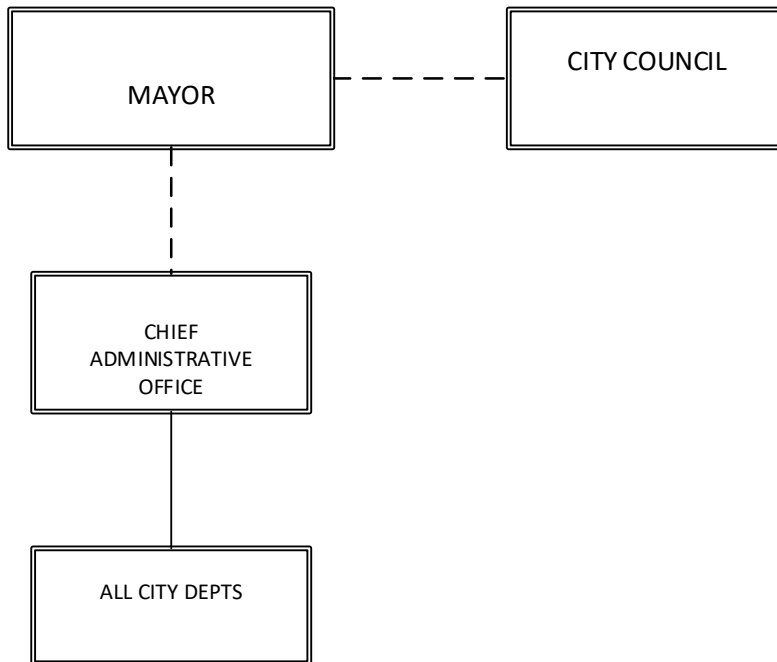 MAYOR
CITY COUNCIL
CHIEF
ADMINISTRATIVE
OFFICE
ALL CITY DEPTS